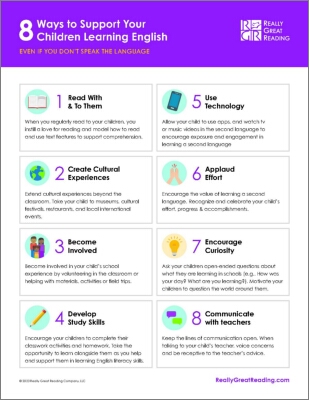 8 Ways to Support Your
Children Learning English
EVEN IF YOU DON'T SPEAK THE LANGUAGE
REALLY
GREAT
READING
1 Read With
& To Them
When you regularly read to your children, you
instill a love for reading and model how to read
and use text features to support comprehension.
2 Create Cultural
Experiences
Extend cultural experiences beyond the
classroom. Take your child to museums, cultural
festivals, restaurants, and local international
events.
3 Become
Involved
Become involved in your child's school
experience by volunteering in the classroom or
helping with materials, activities or field trips.
4 Develop
Study Skills
Encourage your children to complete their
classwork activities and homework. Take the
opportunity to learn alongside them as you help
and support them in learning English literacy skills.
5 Use
Technology
Allow your child to use apps, and watch tv
or music videos in the second language to
encourage exposure and engagement in
learning a second language
6 Applaud
Effort
Encourage the value of learning a second
language. Recognize and celebrate your child's
effort, progress & accomplishments.
7 Encourage
Curiosity
Ask your children open-ended questions about
what they are learning in schools (e.g., How was
your day? What are you learning?). Motivate your
children to question the world around them.
8 Communicate
with teachers
Keep the lines of communication open. When
talking to your child's teacher voice concerns and
be receptive to the teacher's advice.
Really Great Reading Company, LLC
ReallyGreatReading.com